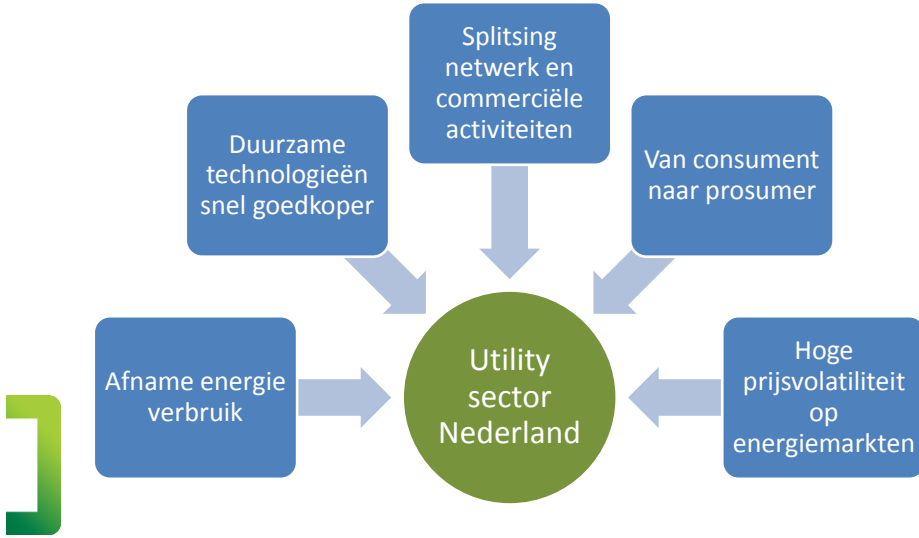 Splitsing
netwerk en
commerciële
activiteiten
Duurzame
technologieën
snel goedkoper
Van consument
naar prosumer
Afname energie
verbruik
Utility
sector
Nederland
Hoge
prijsvolatiliteit
op
energiemarkten